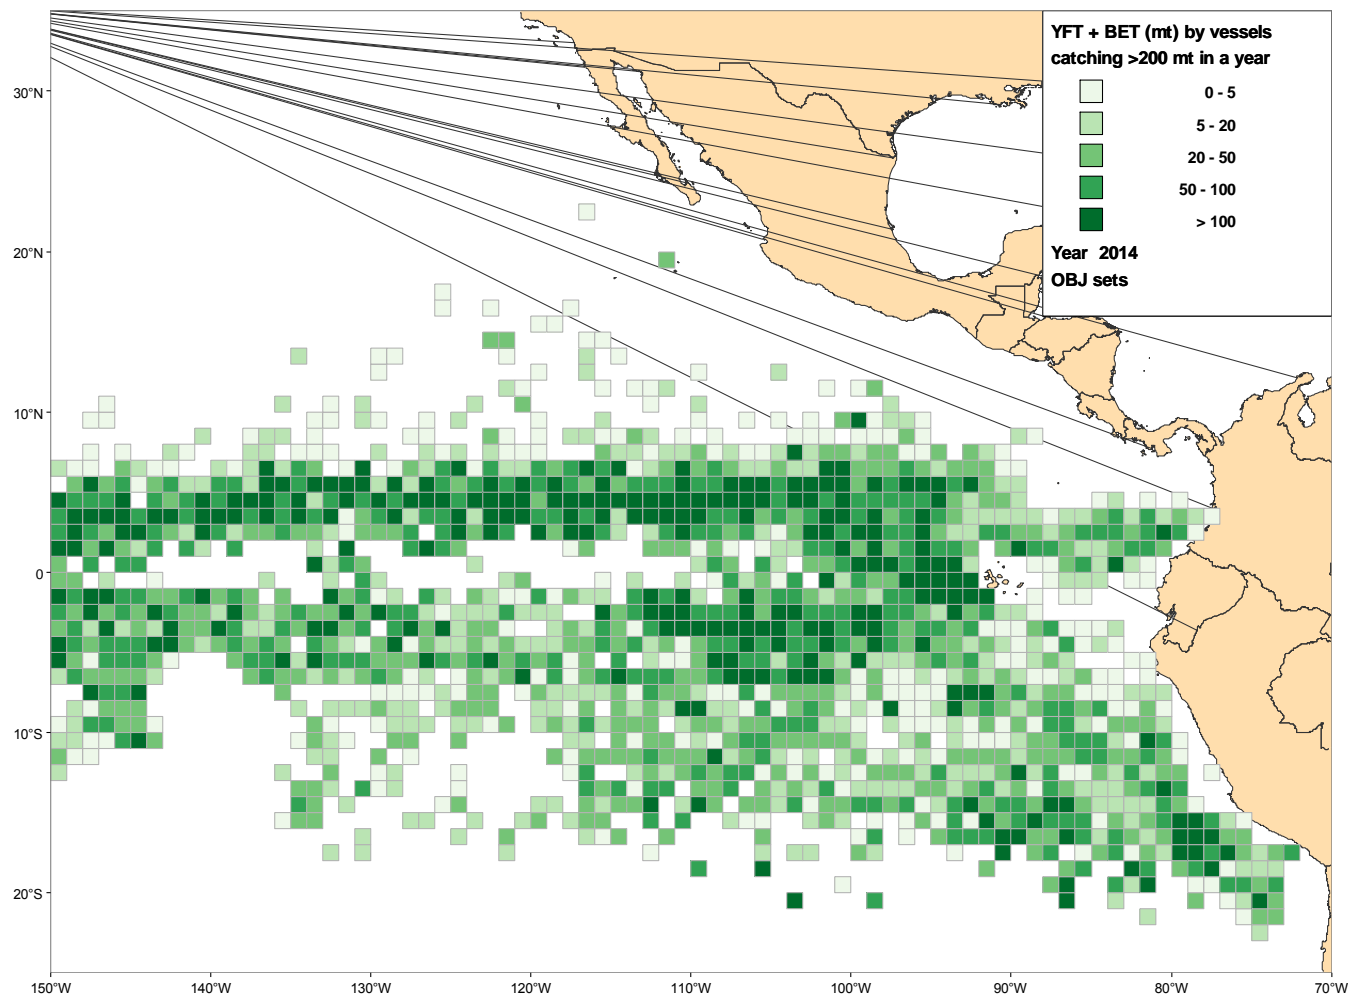 YFT + BET (mt) by vessels
catching >200 mt in a year
0 - 5
5 - 20
20 - 50
50 - 100
> 100
Year 2014
OBJ sets
30°N
20°N
10°N
0
10°S
20°S
150°W 140°W 130°W 120°W 110°W 100°W 90°W 80°W 70°W